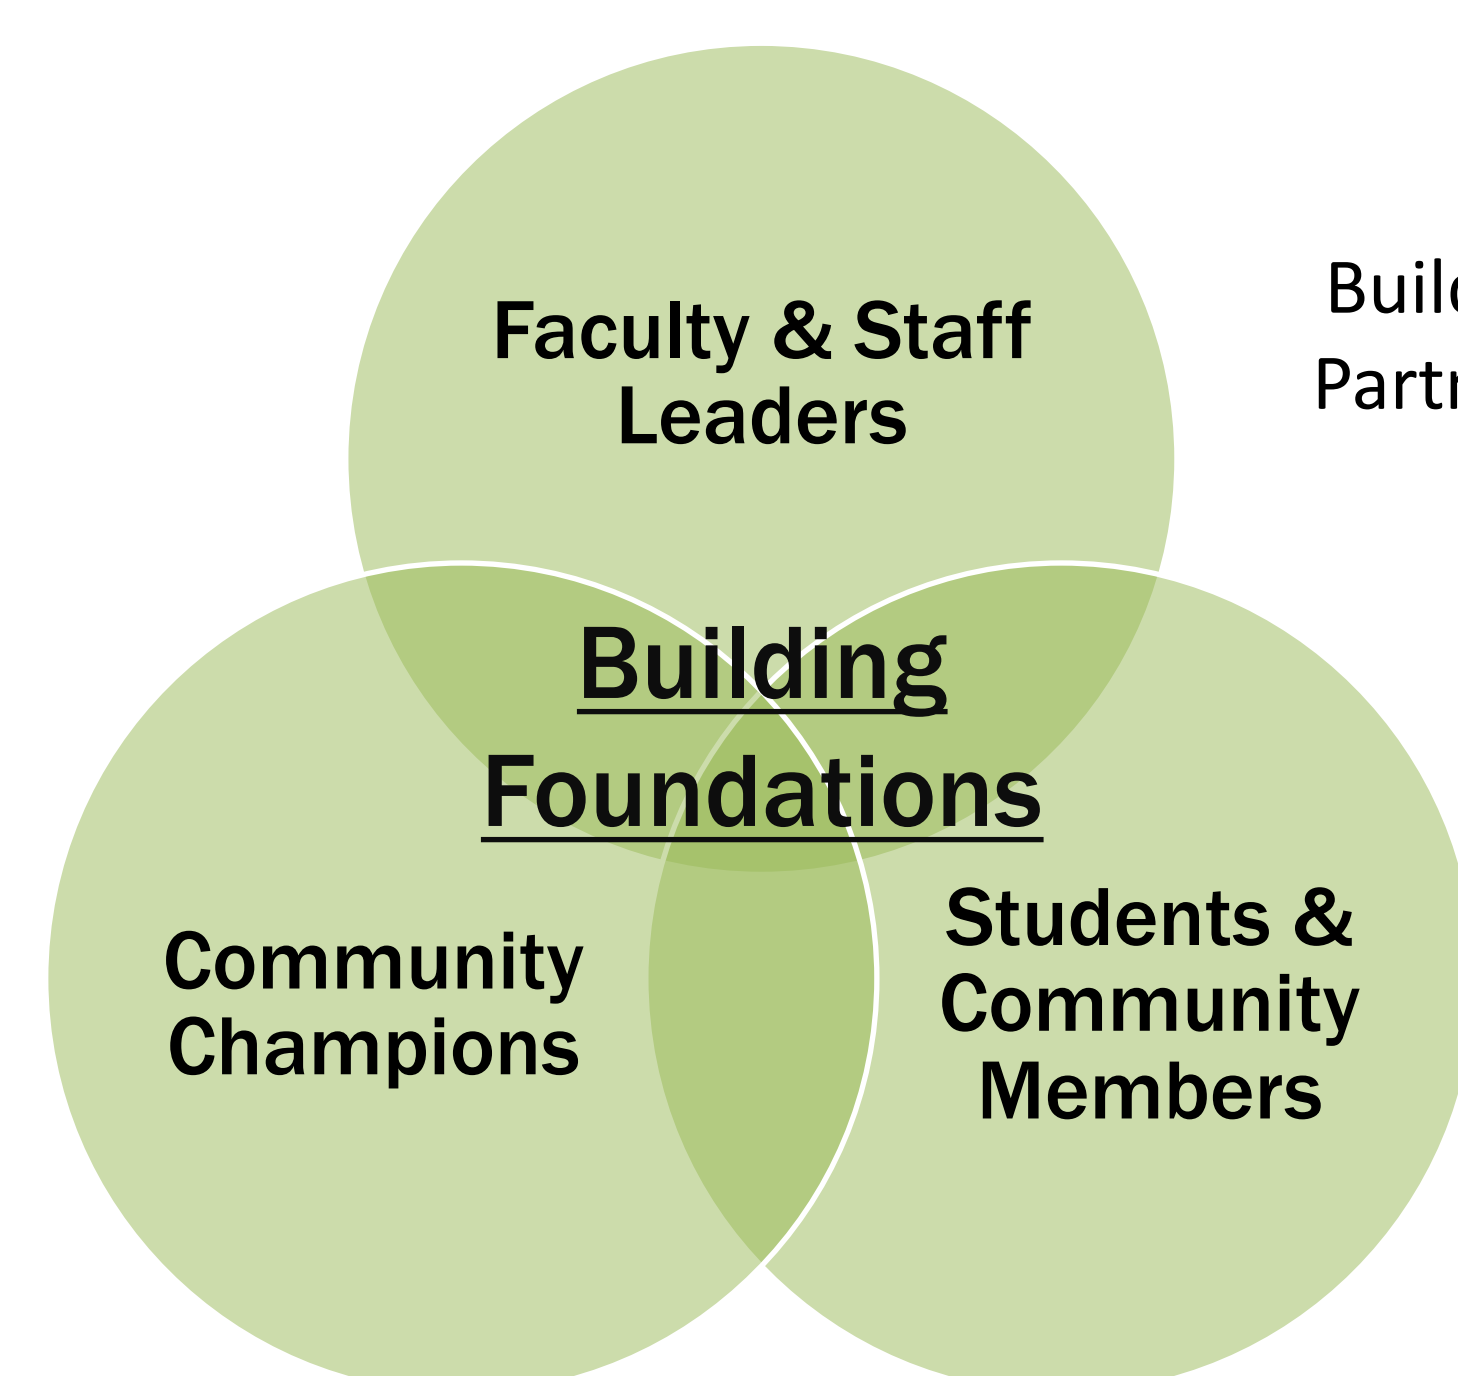 Faculty & Staff
Leaders
Building
Foundations
Community
Champions
Students &
Community
Members